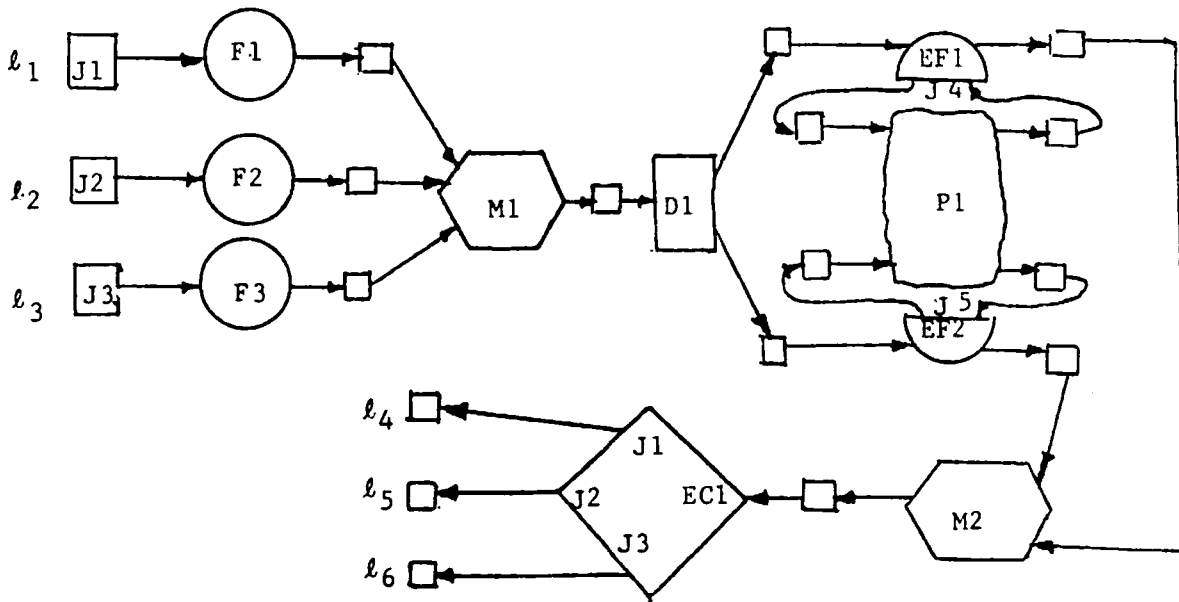 ℓ1 J1 F1
ℓ2 J2 F2
ℓ3 J3 F3
M1
D1
EF1
J4
P1
J5
EF2
ℓ4
ℓ5
ℓ6
J1
J2
J3
EC1
M2